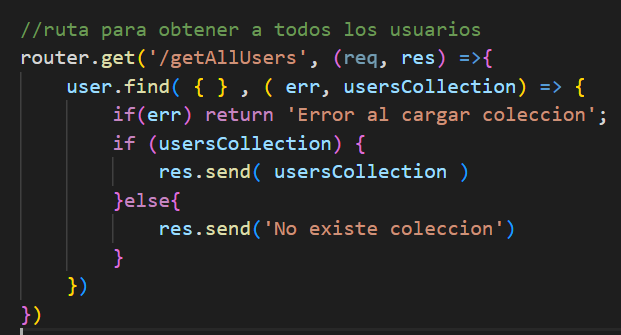 //ruta para obtener a todos los usuarios
router.get('/getAllUsers', (req, res) =>{
user.find( { } , ( err, usersCollection) => {
if(err) return 'Error al cargar coleccion';
if (usersCollection) {
res.send( usersCollection )
}else{
res.send('No existe coleccion')
}
})
})